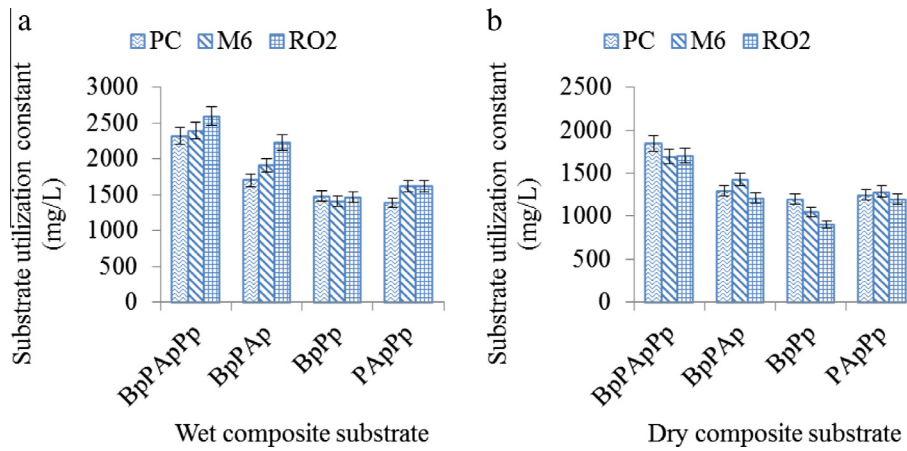 a
PC M6 RO2
Substrate utilization constant
(mg/L)
3000
2500
2000
1500
1000
500
0
BpPApPp
BpPAp
BpPp
PApPp
Wet composite substrate
b
PC M6 RO2
Substrate utilization constant
(mg/L)
2500
2000
1500
1000
500
0
BpPApPp
BpPAp
BpPp
PApPp
Dry composite substrate